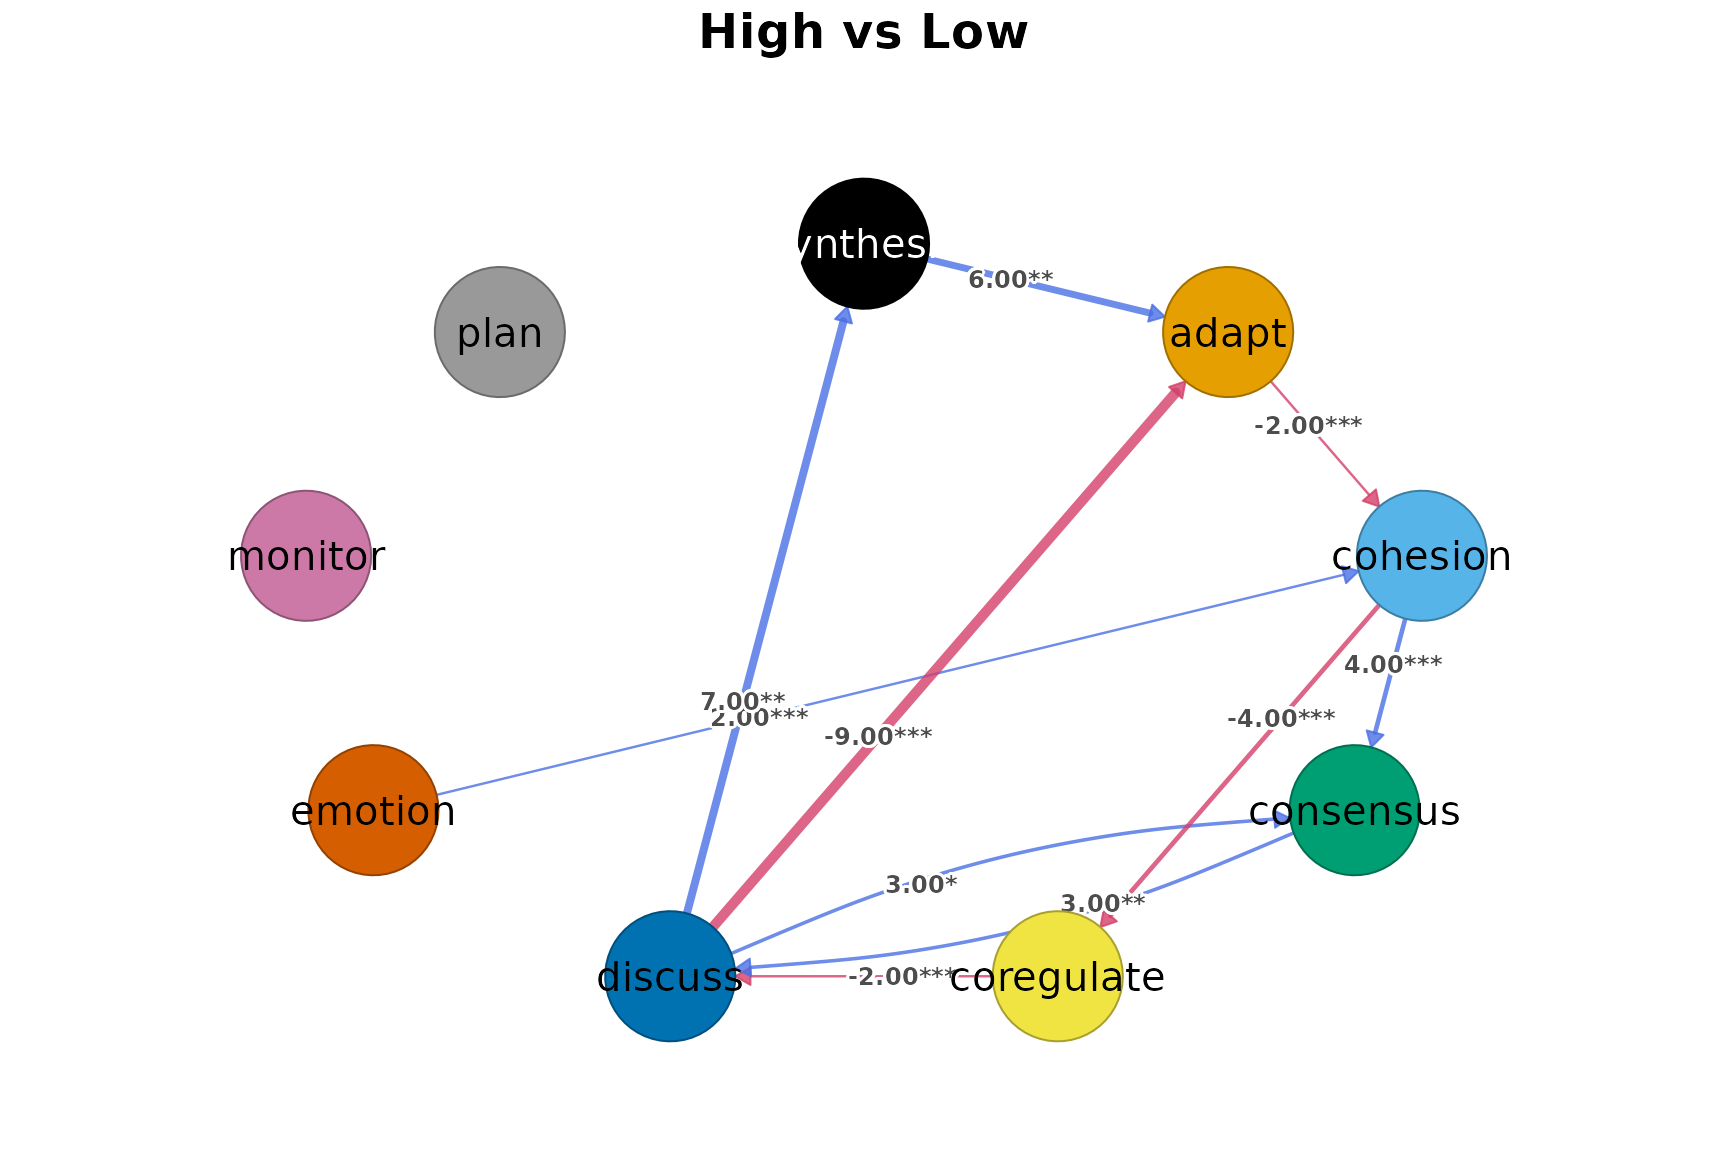 High vs Low
ynthes
6.00**
plan
adapt
-2.00***
monitor
cohesion
4.00***
7.00**
2.00***
-4.00***
-9.00***
emotion
consensus
3.00*
3.00**
discuss
-2.00***
coregulate